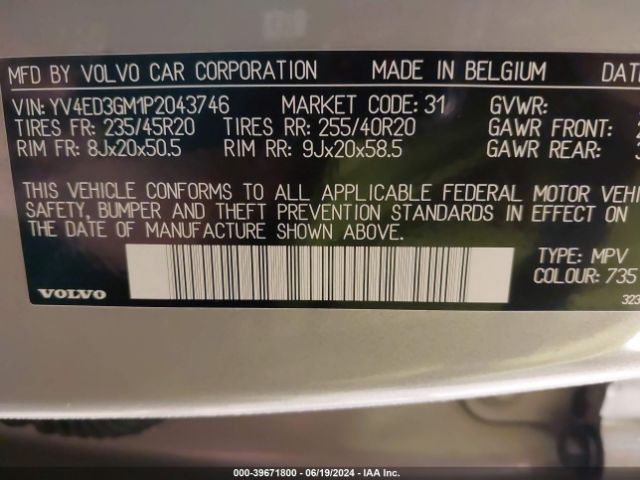 MFD BY VOLVO CAR CORPORATION MADE IN BELGIUM DAT
VIN: YV4ED3GM1P2043746 MARKET CODE: 31 GVWR:
TIRES FR: 235/45R20 TIRES RR: 255/40R20 GAWR FRONT:
RIM FR: 8Jx20x50.5 RIM RR: 9Jx20x58.5 GAWR REAR:
THIS VEHICLE CONFORMS TO ALL APPLICABLE FEDERAL MOTOR VEHI
SAFETY, BUMPER AND THEFT PREVENTION STANDARDS IN EFFECT ON
THE DATE OF MANUFACTURE SHOWN ABOVE.
TYPE: MPV
COLOUR: 735
VOLVO
323
000-39671800 - 06/19/2024 - IAA Inc.